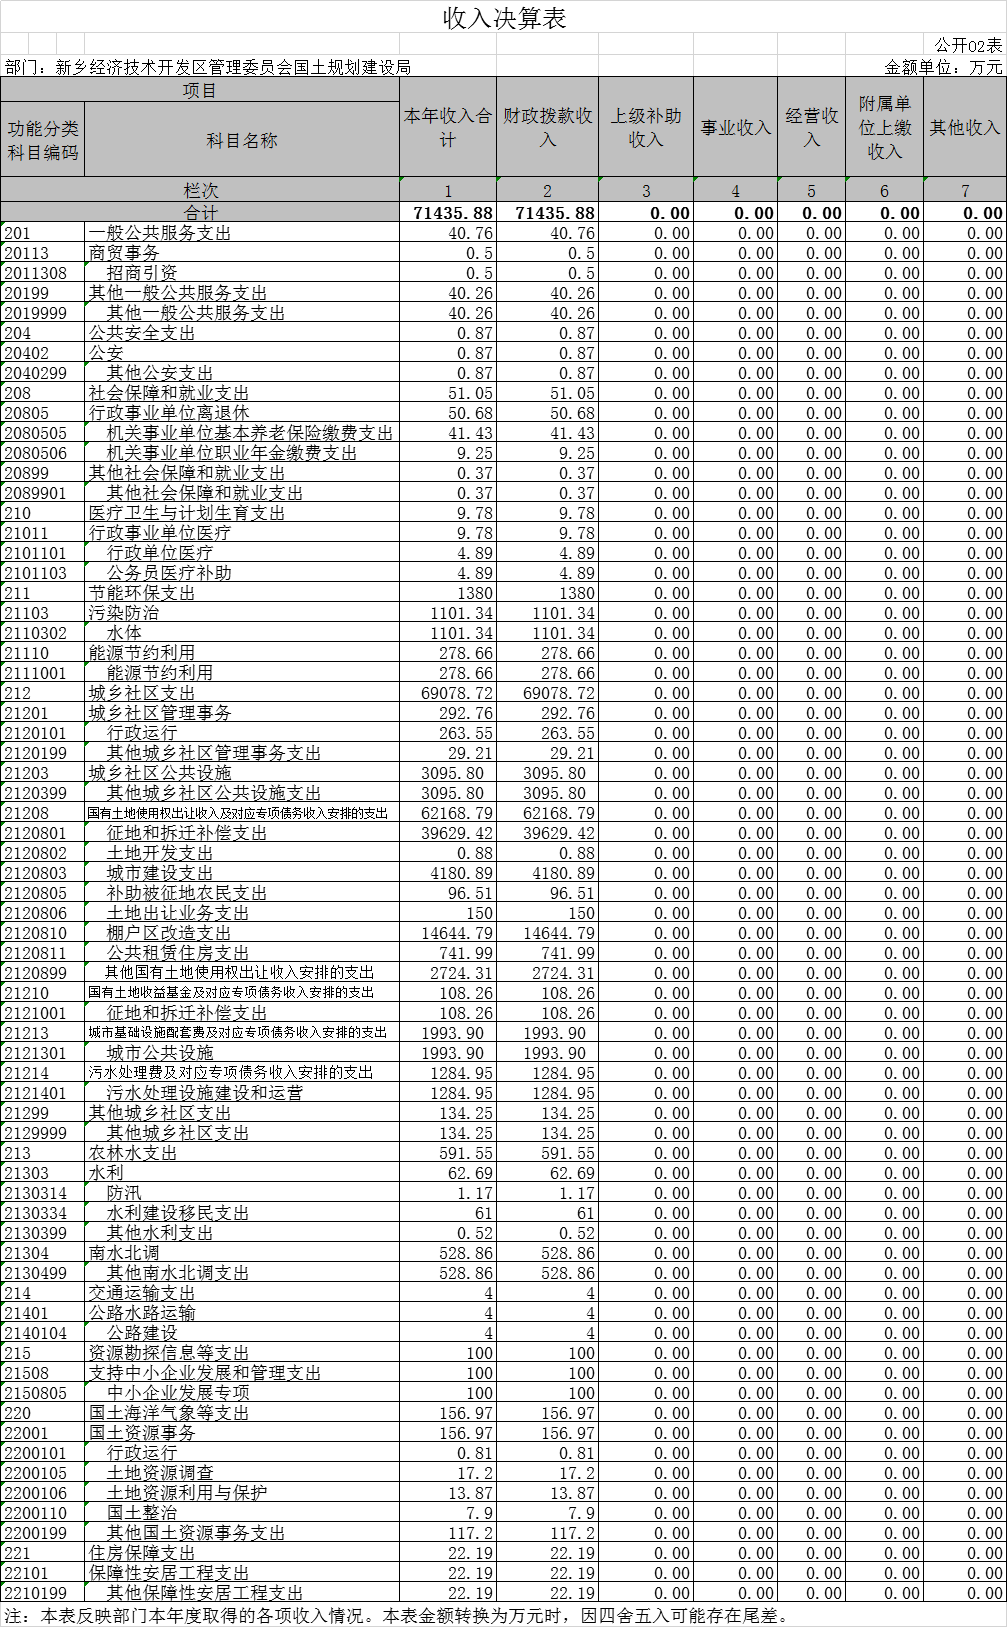 收入决算表
公开02表
部门：新乡经济技术开发区管理委员会国土规划建设局 金额单位：万元
项目 本年收入合计 财政拨款收入 上级补助收入 事业收入 经营收入 附属单位上缴收入 其他收入
功能分类科目编码 科目名称
栏次 1 2 3 4 5 6 7
合计 71435.88 71435.88 0.00 0.00 0.00 0.00 0.00
201 一般公共服务支出 40.76 40.76 0.00 0.00 0.00 0.00 0.00
20113 商贸事务 0.5 0.5 0.00 0.00 0.00 0.00 0.00
2011308 招商引资 0.5 0.5 0.00 0.00 0.00 0.00 0.00
20199 其他一般公共服务支出 40.26 40.26 0.00 0.00 0.00 0.00 0.00
2019999 其他一般公共服务支出 40.26 40.26 0.00 0.00 0.00 0.00 0.00
204 公共安全支出 0.87 0.87 0.00 0.00 0.00 0.00 0.00
20402 公安 0.87 0.87 0.00 0.00 0.00 0.00 0.00
2040299 其他公安支出 0.87 0.87 0.00 0.00 0.00 0.00 0.00
208 社会保障和就业支出 51.05 51.05 0.00 0.00 0.00 0.00 0.00
20805 行政事业单位离退休 50.68 50.68 0.00 0.00 0.00 0.00 0.00
2080505 机关事业单位基本养老保险缴费支出 41.43 41.43 0.00 0.00 0.00 0.00 0.00
2080506 机关事业单位职业年金缴费支出 9.25 9.25 0.00 0.00 0.00 0.00 0.00
20899 其他社会保障和就业支出 0.37 0.37 0.00 0.00 0.00 0.00 0.00
2089901 其他社会保障和就业支出 0.37 0.37 0.00 0.00 0.00 0.00 0.00
210 医疗卫生与计划生育支出 9.78 9.78 0.00 0.00 0.00 0.00 0.00
21011 行政事业单位医疗 9.78 9.78 0.00 0.00 0.00 0.00 0.00
2101101 行政单位医疗 4.89 4.89 0.00 0.00 0.00 0.00 0.00
2101103 公务员医疗补助 4.89 4.89 0.00 0.00 0.00 0.00 0.00
211 节能环保支出 1380 1380 0.00 0.00 0.00 0.00 0.00
21103 污染防治 1101.34 1101.34 0.00 0.00 0.00 0.00 0.00
2110302 水体 1101.34 1101.34 0.00 0.00 0.00 0.00 0.00
21110 能源节约利用 278.66 278.66 0.00 0.00 0.00 0.00 0.00
2111001 能源节约利用 278.66 278.66 0.00 0.00 0.00 0.00 0.00
212 城乡社区支出 69078.72 69078.72 0.00 0.00 0.00 0.00 0.00
21201 城乡社区管理事务 292.76 292.76 0.00 0.00 0.00 0.00 0.00
2120101 行政运行 263.55 263.55 0.00 0.00 0.00 0.00 0.00
2120199 其他城乡社区管理事务支出 29.21 29.21 0.00 0.00 0.00 0.00 0.00
21203 城乡社区公共设施 3095.80 3095.80 0.00 0.00 0.00 0.00 0.00
2120399 其他城乡社区公共设施支出 3095.80 3095.80 0.00 0.00 0.00 0.00 0.00
21208 国有土地使用权出让收入及对应专项债务收入安排的支出 62168.79 62168.79 0.00 0.00 0.00 0.00 0.00
2120801 征地和拆迁补偿支出 39629.42 39629.42 0.00 0.00 0.00 0.00 0.00
2120802 土地开发支出 0.88 0.88 0.00 0.00 0.00 0.00 0.00
2120803 城市建设支出 4180.89 4180.89 0.00 0.00 0.00 0.00 0.00
2120805 补助被征地农民支出 96.51 96.51 0.00 0.00 0.00 0.00 0.00
2120806 土地出让业务支出 150 150 0.00 0.00 0.00 0.00 0.00
2120810 棚户区改造支出 14644.79 14644.79 0.00 0.00 0.00 0.00 0.00
2120811 公共租赁住房支出 741.99 741.99 0.00 0.00 0.00 0.00 0.00
2120899 其他国有土地使用权出让收入安排的支出 2724.31 2724.31 0.00 0.00 0.00 0.00 0.00
21210 国有土地收益基金及对应专项债务收入安排的支出 108.26 108.26 0.00 0.00 0.00 0.00 0.00
2121001 征地和拆迁补偿支出 108.26 108.26 0.00 0.00 0.00 0.00 0.00
21213 城市基础设施配套费及对应专项债务收入安排的支出 1993.90 1993.90 0.00 0.00 0.00 0.00 0.00
2121301 城市公共设施 1993.90 1993.90 0.00 0.00 0.00 0.00 0.00
21214 污水处理费及对应专项债务收入安排的支出 1284.95 1284.95 0.00 0.00 0.00 0.00 0.00
2121401 污水处理设施建设和运营 1284.95 1284.95 0.00 0.00 0.00 0.00 0.00
21299 其他城乡社区支出 134.25 134.25 0.00 0.00 0.00 0.00 0.00
2129999 其他城乡社区支出 134.25 134.25 0.00 0.00 0.00 0.00 0.00
213 农林水支出 591.55 591.55 0.00 0.00 0.00 0.00 0.00
21303 水利 62.69 62.69 0.00 0.00 0.00 0.00 0.00
2130314 防汛 1.17 1.17 0.00 0.00 0.00 0.00 0.00
2130334 水利建设移民支出 61 61 0.00 0.00 0.00 0.00 0.00
2130399 其他水利支出 0.52 0.52 0.00 0.00 0.00 0.00 0.00
21304 南水北调 528.86 528.86 0.00 0.00 0.00 0.00 0.00
2130499 其他南水北调支出 528.86 528.86 0.00 0.00 0.00 0.00 0.00
214 交通运输支出 4 4 0.00 0.00 0.00 0.00 0.00
21401 公路水路运输 4 4 0.00 0.00 0.00 0.00 0.00
2140104 公路建设 4 4 0.00 0.00 0.00 0.00 0.00
215 资源勘探信息等支出 100 100 0.00 0.00 0.00 0.00 0.00
21508 支持中小企业发展和管理支出 100 100 0.00 0.00 0.00 0.00 0.00
2150805 中小企业发展专项 100 100 0.00 0.00 0.00 0.00 0.00
220 国土海洋气象等支出 156.97 156.97 0.00 0.00 0.00 0.00 0.00
22001 国土资源事务 156.97 156.97 0.00 0.00 0.00 0.00 0.00
2200101 行政运行 0.81 0.81 0.00 0.00 0.00 0.00 0.00
2200105 土地资源调查 17.2 17.2 0.00 0.00 0.00 0.00 0.00
2200106 土地资源利用与保护 13.87 13.87 0.00 0.00 0.00 0.00 0.00
2200110 国土整治 7.9 7.9 0.00 0.00 0.00 0.00 0.00
2200199 其他国土资源事务支出 117.2 117.2 0.00 0.00 0.00 0.00 0.00
221 住房保障支出 22.19 22.19 0.00 0.00 0.00 0.00 0.00
22101 保障性安居工程支出 22.19 22.19 0.00 0.00 0.00 0.00 0.00
2210199 其他保障性安居工程支出 22.19 22.19 0.00 0.00 0.00 0.00 0.00
注：本表反映部门本年度取得的各项收入情况。本表金额转换为万元时，因四舍五入可能存在尾差。